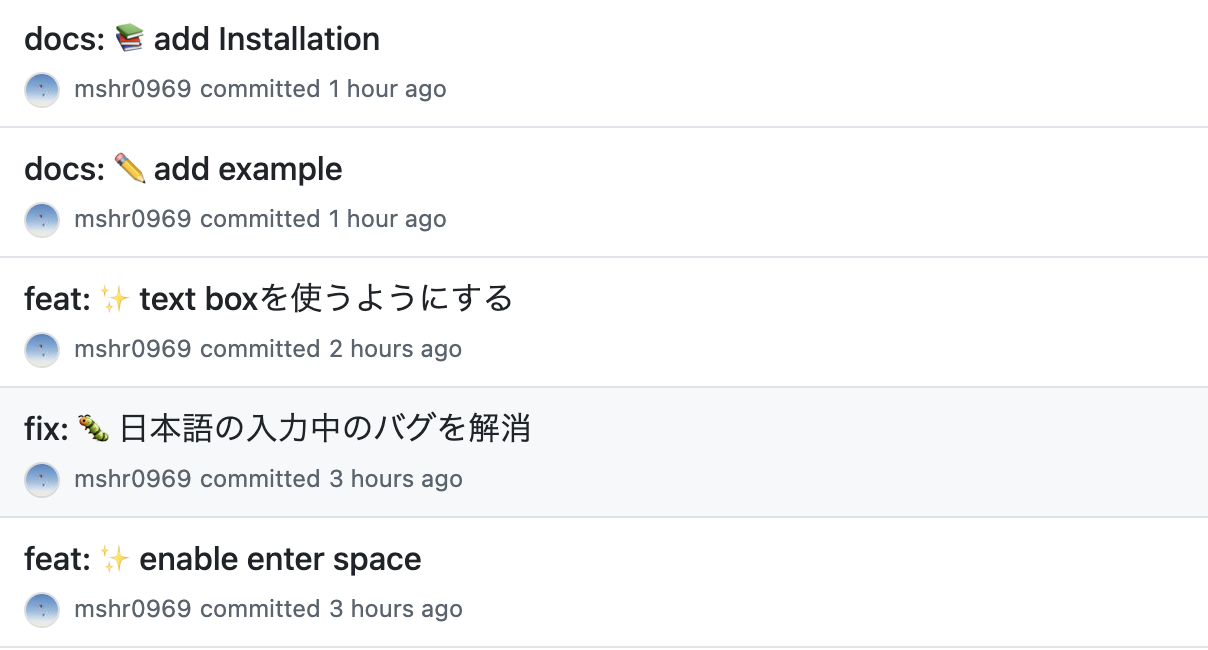 docs: 📚 add Installation
mshr0969 committed 1 hour ago
docs: ✏️ add example
mshr0969 committed 1 hour ago
feat: ✨ text boxを使うようにする
mshr0969 committed 2 hours ago
fix: 🐛 日本語の入力中のバグを解消
mshr0969 committed 3 hours ago
feat: ✨ enable enter space
mshr0969 committed 3 hours ago